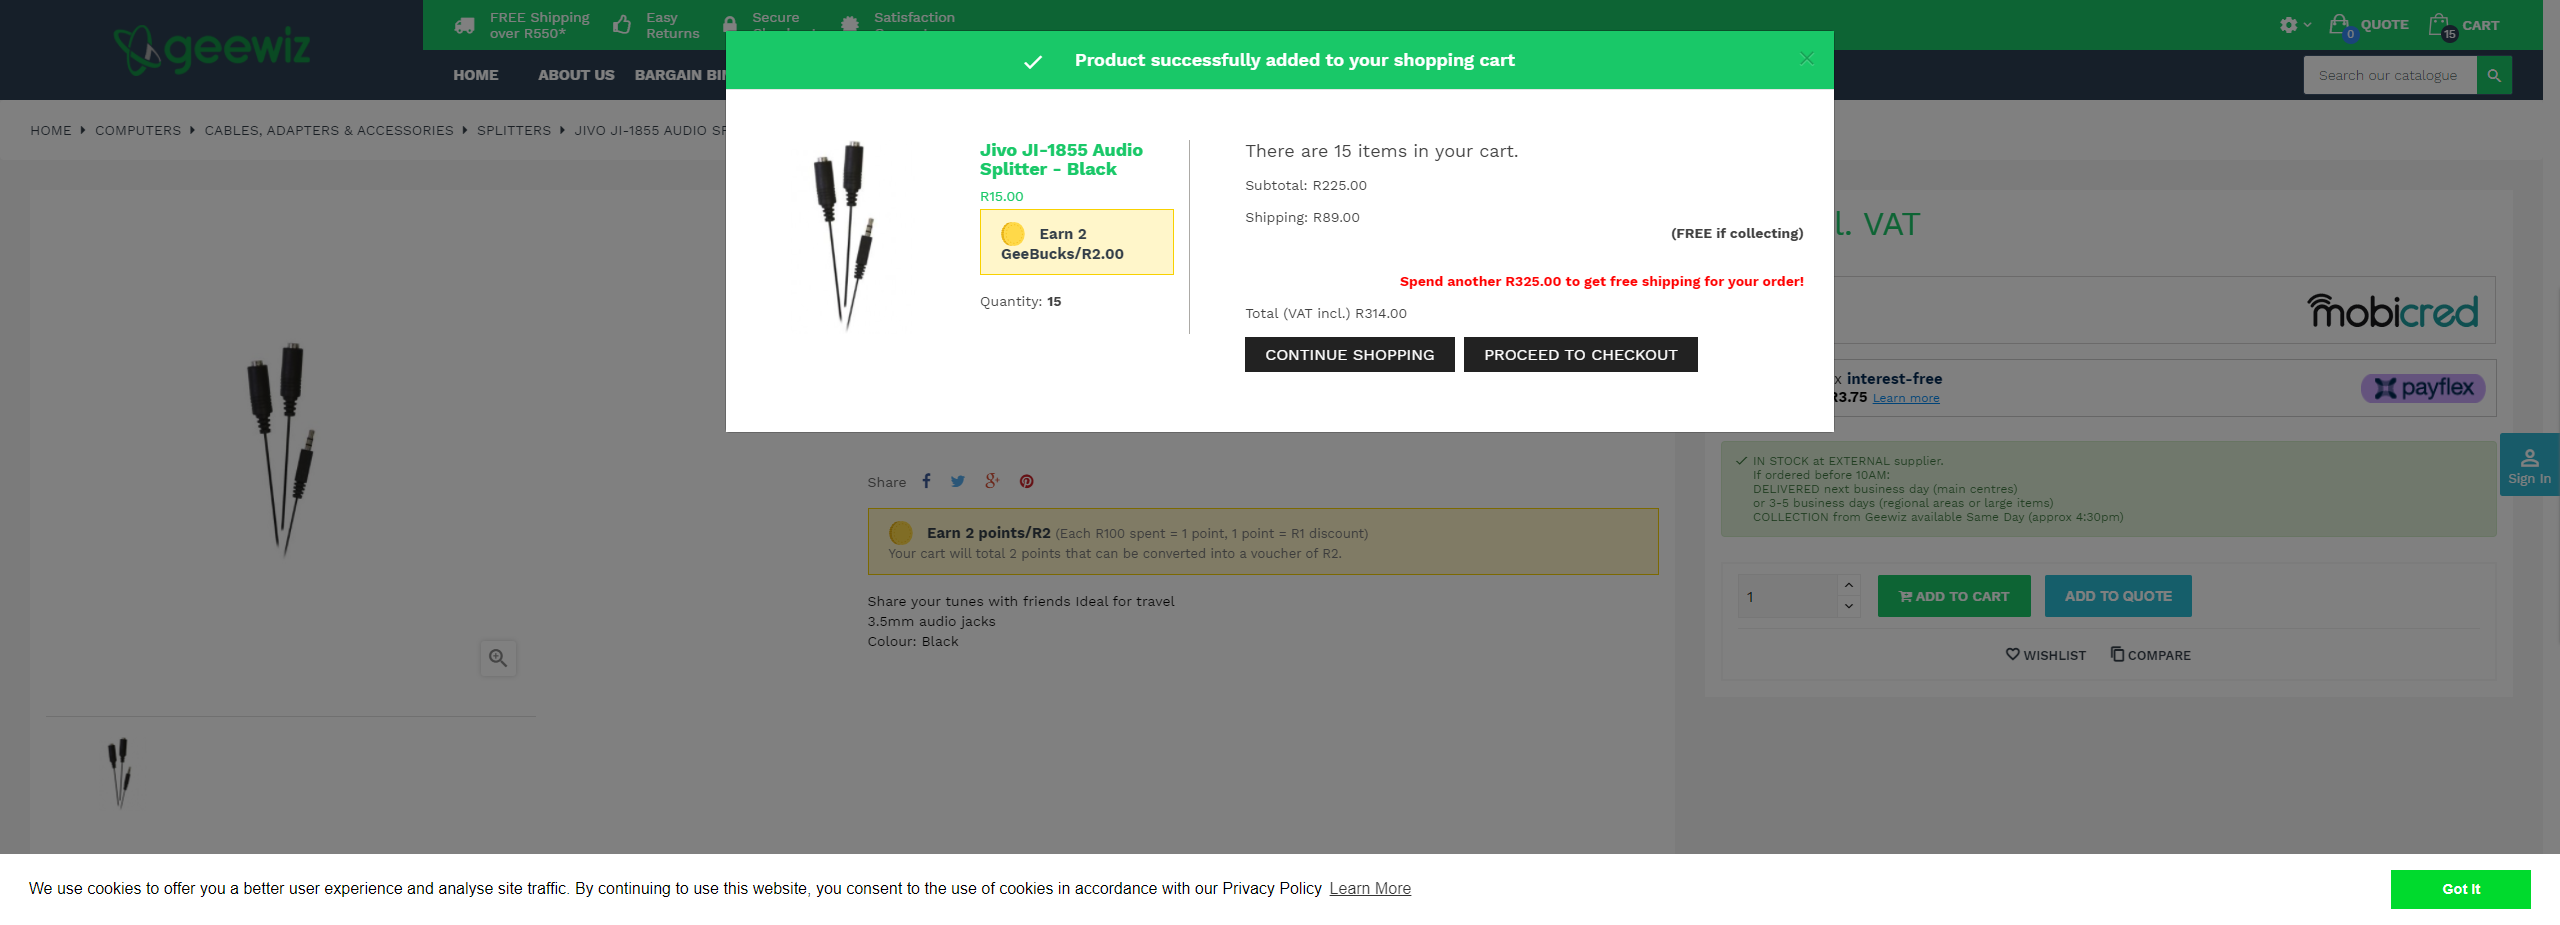 FREE Shipping
over R550*
Easy
Returns
Secure
Satisfaction
QUOTE
0
CART
15
geewiz
HOME
ABOUT US
BARGAIN BIN
Search our catalogue
HOME
COMPUTERS
CABLES, ADAPTERS & ACCESSORIES
SPLITTERS
JIVO JI-1855 AUDIO
Product successfully added to your shopping cart
Jivo JI-1855 Audio
Splitter - Black
R15.00
Earn 2
GeeBucks/R2.00
Quantity: 15
There are 15 items in your cart.
Subtotal: R225.00
Shipping: R89.00
(FREE if collecting)
Spend another R325.00 to get free shipping for your order!
Total (VAT incl.) R314.00
CONTINUE SHOPPING
PROCEED TO CHECKOUT
l. VAT
mobicred
x interest-free
R3.75 Learn more
payflex
IN STOCK at EXTERNAL supplier.
If ordered before 10AM:
DELIVERED next business day (main centres)
or 3-5 business days (regional areas or large items)
COLLECTION from Geewiz available Same Day (approx 4:30pm)
Sign In
Share
Earn 2 points/R2 (Each R100 spent = 1 point, 1 point = R1 discount)
Your cart will total 2 points that can be converted into a voucher of R2.
Share your tunes with friends Ideal for travel
3.5mm audio jacks
Colour: Black
1
ADD TO CART
ADD TO QUOTE
WISHLIST
COMPARE
We use cookies to offer you a better user experience and analyse site traffic. By continuing to use this website, you consent to the use of cookies in accordance with our Privacy Policy Learn More
Got It